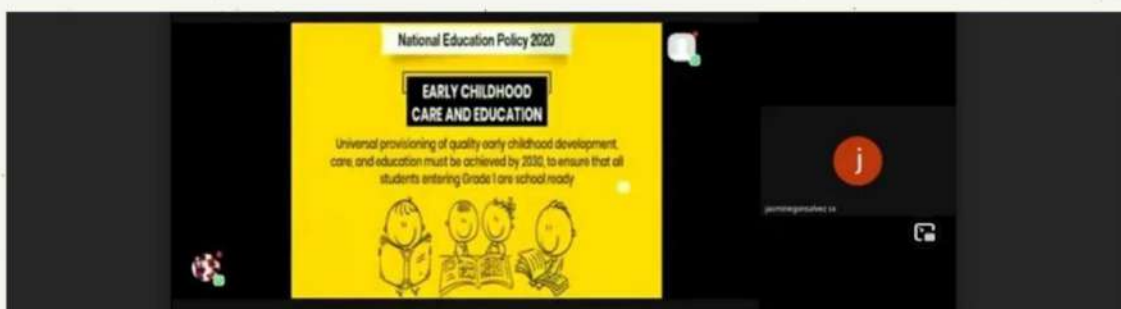 National Education Policy 2020
EARLY CHILDHOOD
CARE AND EDUCATION
Universal provisioning of quality early childhood development,
care, and education must be achieved by 2030, to ensure that all
students entering Grade 1 are school ready
j